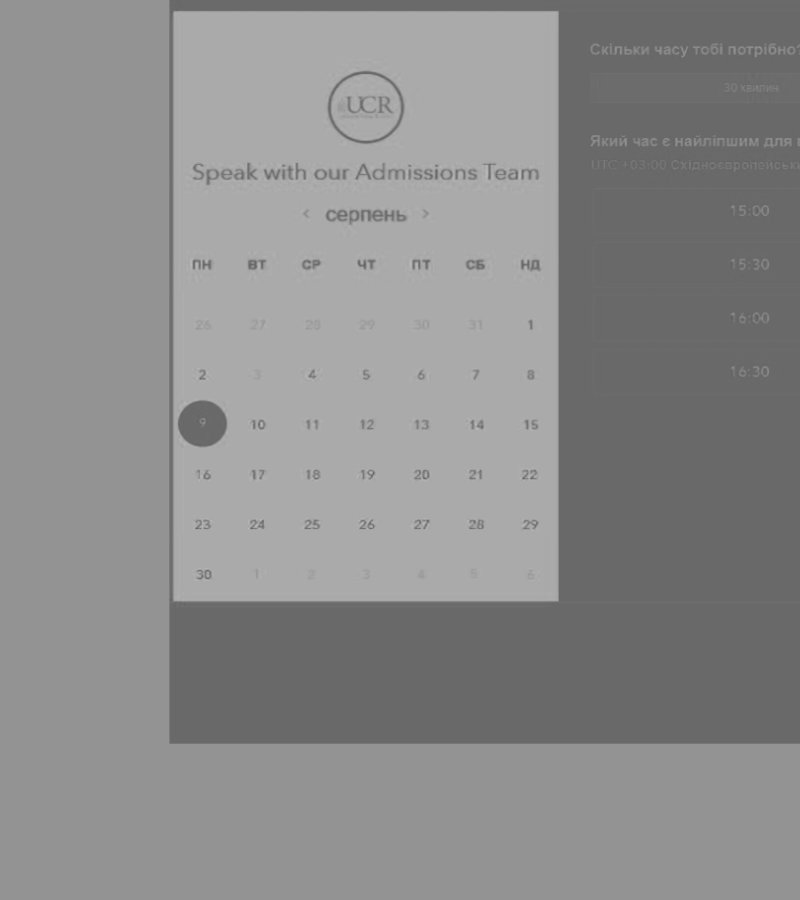 UCR
Speak with our Admissions Team
‹ серпень ›
ПН ВТ СР ЧТ ПТ СБ НД
26 27 28 29 30 31 1
2 3 4 5 6 7 8
9 10 11 12 13 14 15
16 17 18 19 20 21 22
23 24 25 26 27 28 29
30 1 2 3 4 5 6
Скільки часу тобі потрібно?
30 хвилин
Який час є найліпшим для
UTC +03:00 Східноєвропейськи
15:00
15:30
16:00
16:30